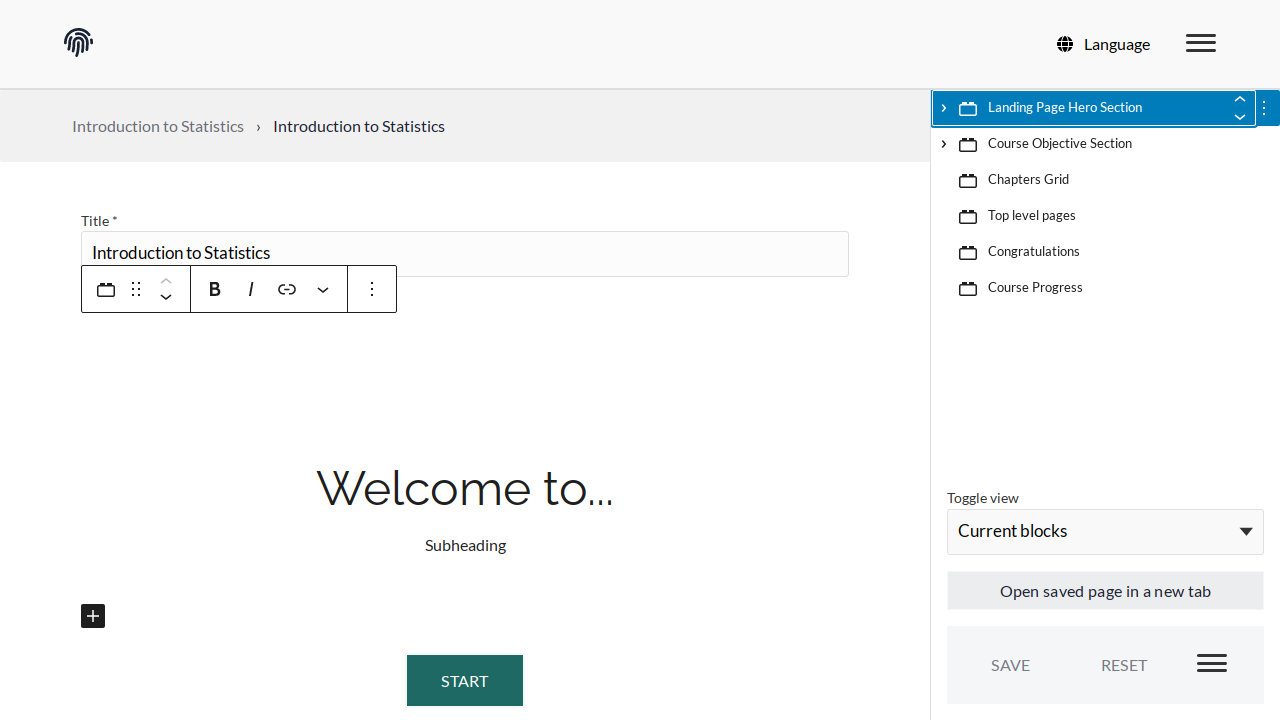 Language
Introduction to Statistics › Introduction to Statistics
Title *
Introduction to Statistics
B I
Welcome to...
Subheading
START
Landing Page Hero Section
Course Objective Section
Chapters Grid
Top level pages
Congratulations
Course Progress
Toggle view
Current blocks
Open saved page in a new tab
SAVE RESET